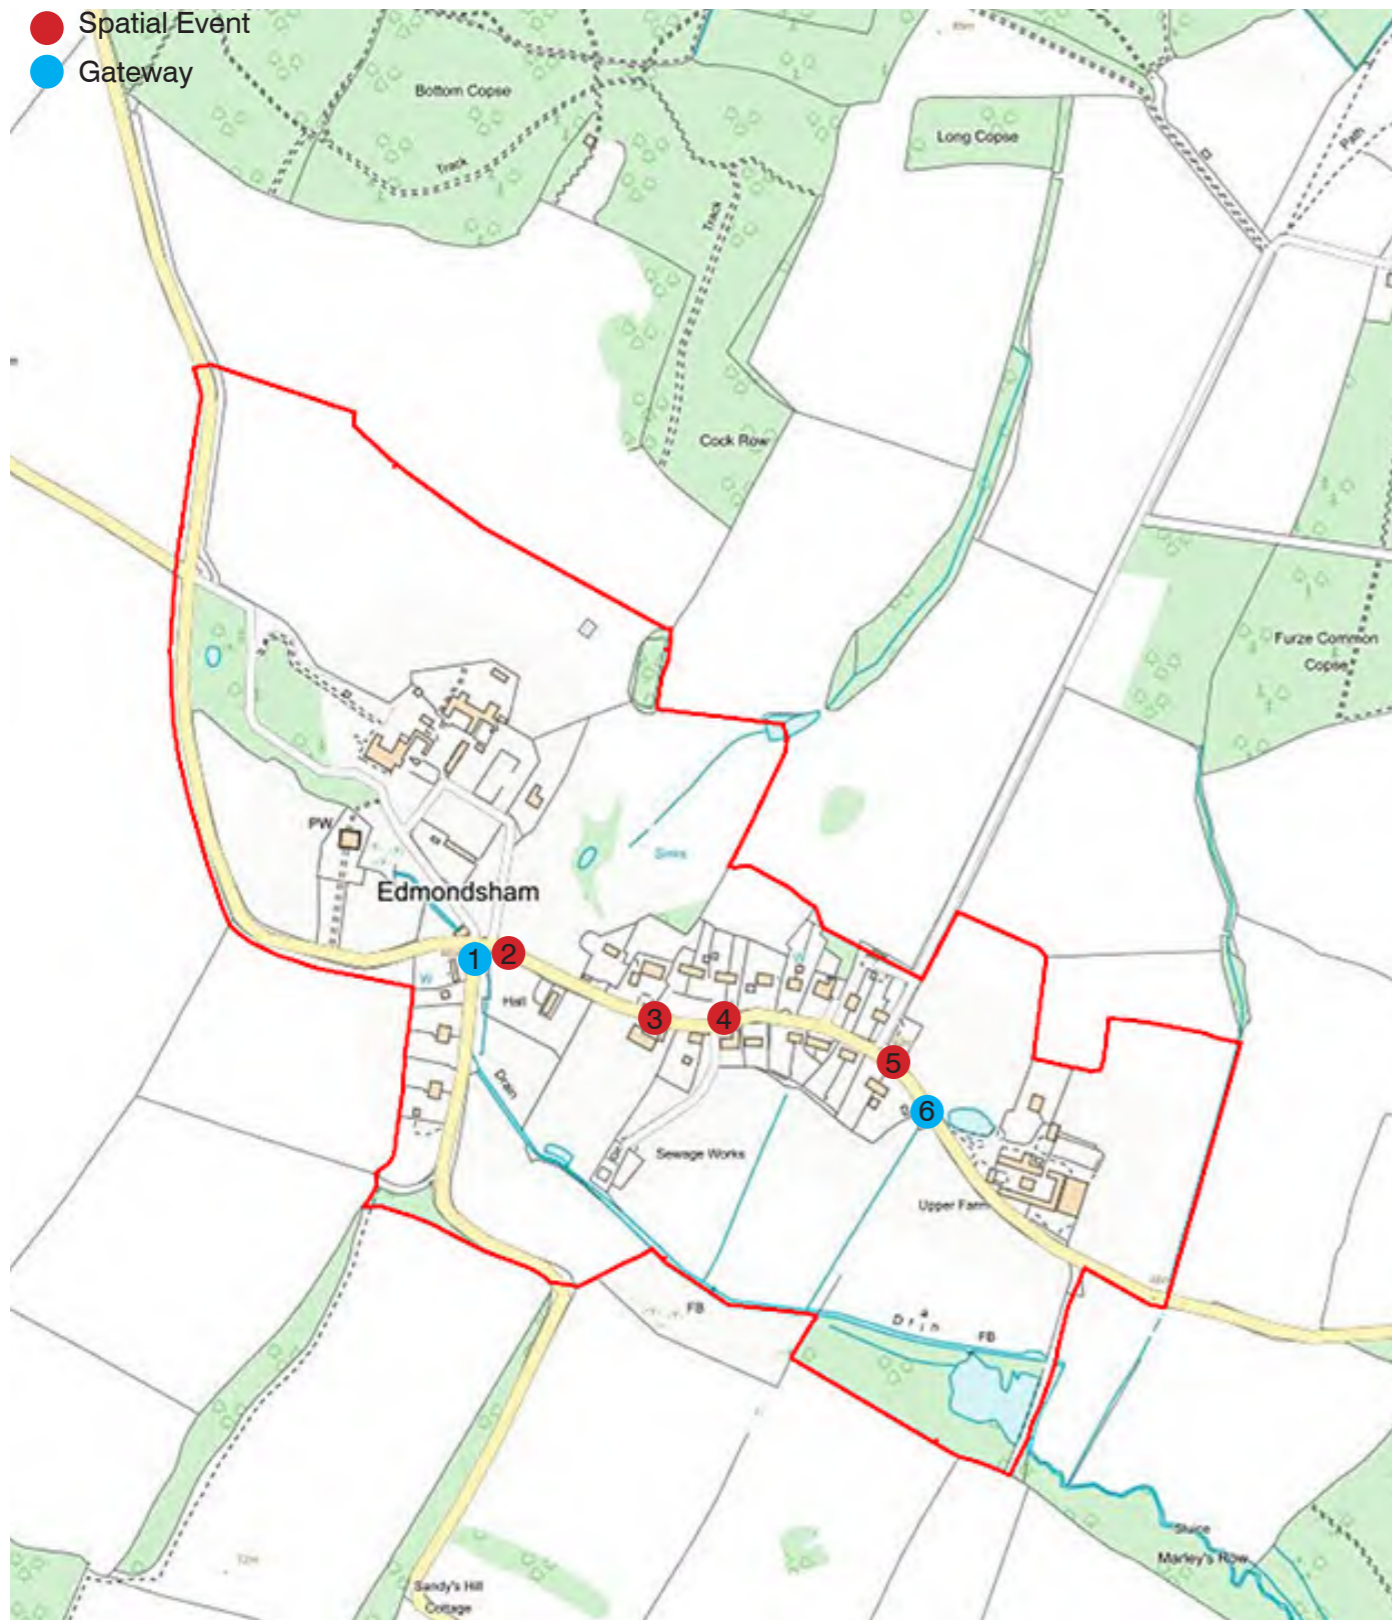 Spatial Event
Gateway
Bottom Copse
Long Copse
Track
Path
Track
Cock Row
Furze Common
Copse
PW
Sinks
Edmondsham
1
2
W
W
Hall
3
4
5
6
Drain
Sewage Works
Upper Farm
FB
Drain
FB
Sluice
Marley's Row
Sandy's Hill
Cottage